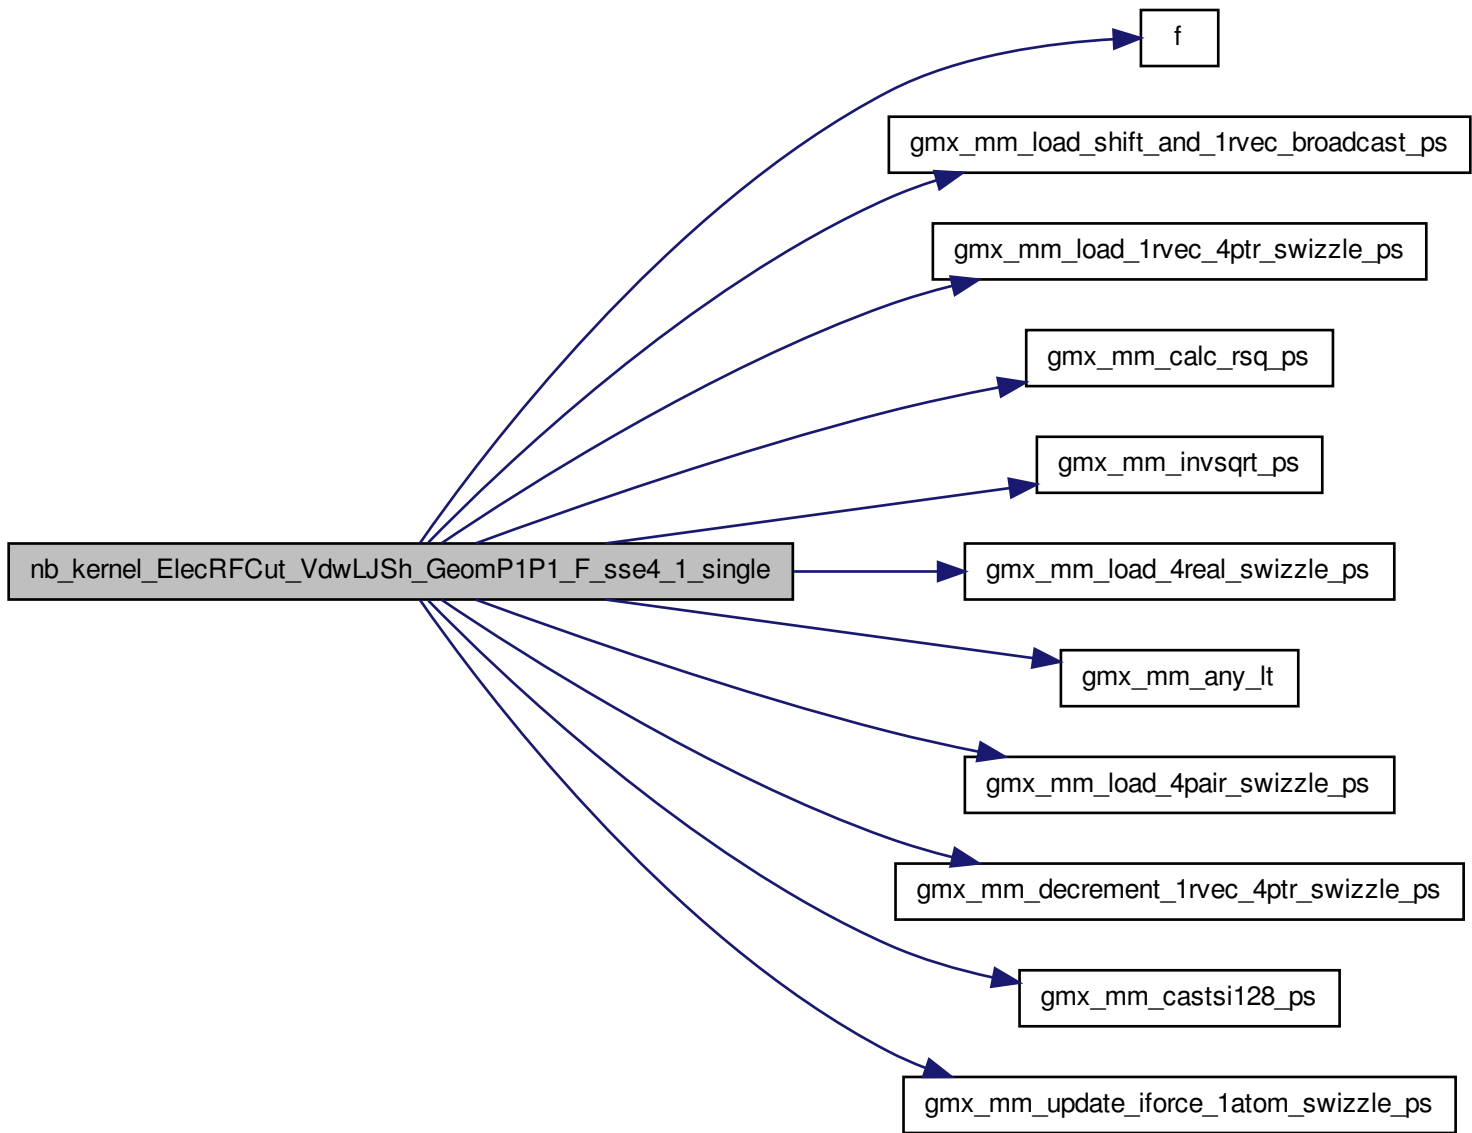 f
gmx_mm_load_shift_and_1rvec_broadcast_ps
gmx_mm_load_1rvec_4ptr_swizzle_ps
gmx_mm_calc_rsq_ps
gmx_mm_invsqrt_ps
nb_kernel_ElecRFCut_VdwLJSh_GeomP1P1_F_sse4_1_single
gmx_mm_load_4real_swizzle_ps
gmx_mm_any_lt
gmx_mm_load_4pair_swizzle_ps
gmx_mm_decrement_1rvec_4ptr_swizzle_ps
gmx_mm_castsi128_ps
gmx_mm_update_iforce_1atom_swizzle_ps